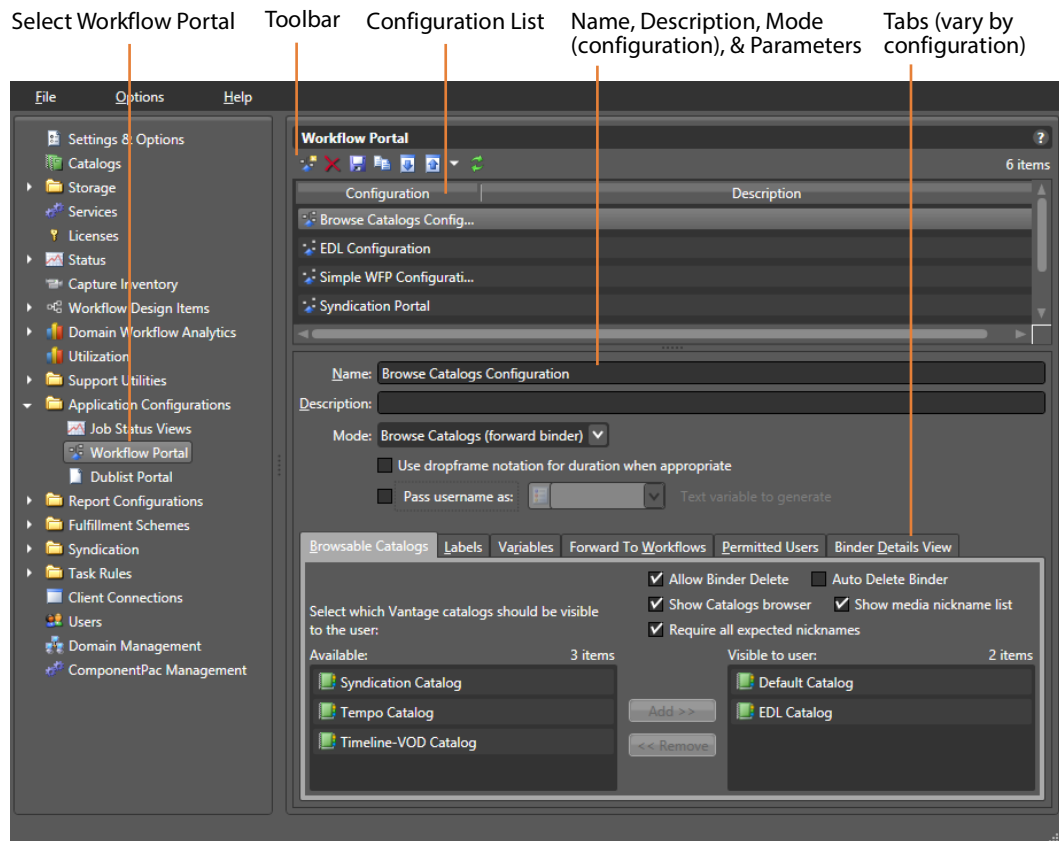 Select Workflow Portal
Toolbar
Configuration List
Name, Description, Mode
(configuration), & Parameters
Tabs (vary by
configuration)
File Options Help
Settings & Options
Catalogs
Storage
Services
Licenses
Status
Capture Inventory
Workflow Design Items
Domain Workflow Analytics
Utilization
Support Utilities
Application Configurations
Job Status Views
Workflow Portal
Dublist Portal
Report Configurations
Fulfillment Schemes
Syndication
Task Rules
Client Connections
Users
Domain Management
ComponentPac Management
Workflow Portal ?
6 items
Configuration Description
Browse Catalogs Config...
EDL Configuration
Simple WFP Configurati...
Syndication Portal
Name: Browse Catalogs Configuration
Description:
Mode: Browse Catalogs (forward binder)
Use dropframe notation for duration when appropriate
Pass username as: Text variable to generate
Browsable Catalogs Labels Variables Forward To Workflows Permitted Users Binder Details View
Allow Binder Delete Auto Delete Binder
Show Catalogs browser Show media nickname list
Require all expected nicknames
Select which Vantage catalogs should be visible
to the user:
Available: 3 items
Syndication Catalog
Tempo Catalog
Timeline-VOD Catalog
Add >>
<< Remove
Visible to user: 2 items
Default Catalog
EDL Catalog